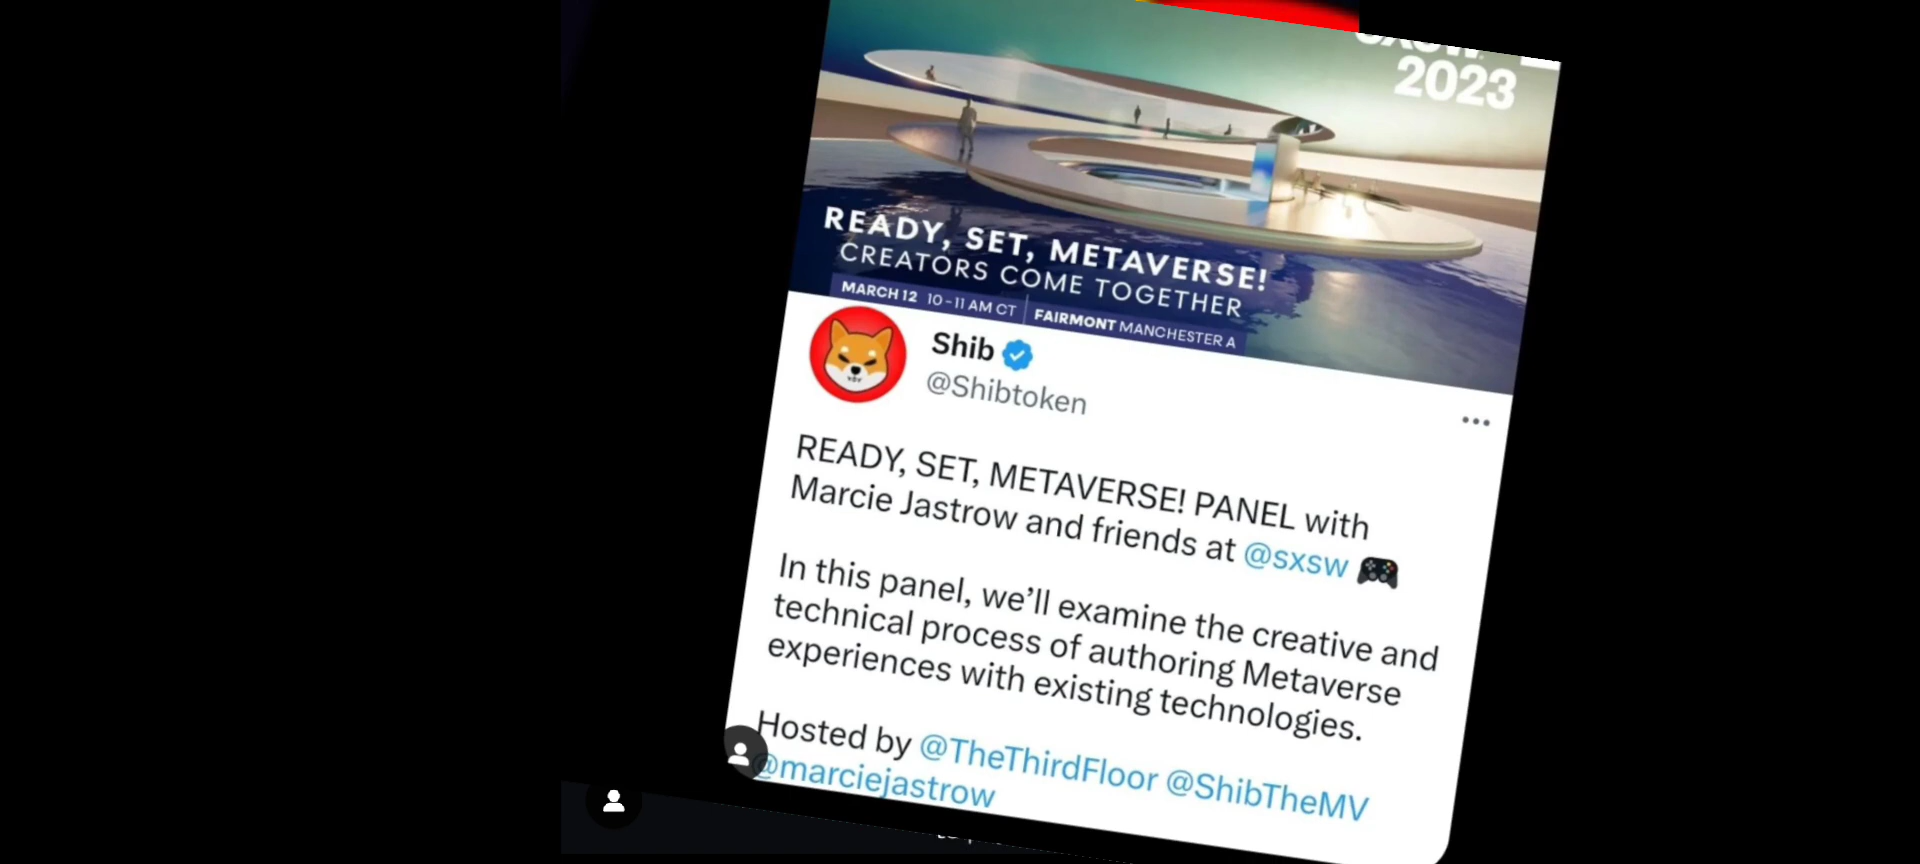 2023
READY, SET, METAVERSE!
CREATORS COME TOGETHER
MARCH 12 10-11 AM CT | FAIRMONT MANCHESTER A
Shib
@Shibtoken
READY, SET, METAVERSE! PANEL with
Marcie Jastrow and friends at @sxsw 🎮
In this panel, we’ll examine the creative and
technical process of authoring Metaverse
experiences with existing technologies.
Hosted by @TheThirdFloor @ShibTheMV
@marciejastrow